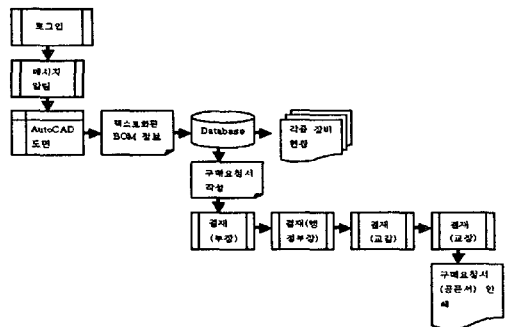 로그인
메시지
알림
AutoCAD
도면
텍스트화된
BOM 정보
Database
각종 장비
현황
구매요청서
작성
결재
(부장)
결재(행
정부장)
결재
(교감)
결재
(교장)
구매요청서
(공문서) 인
쇄